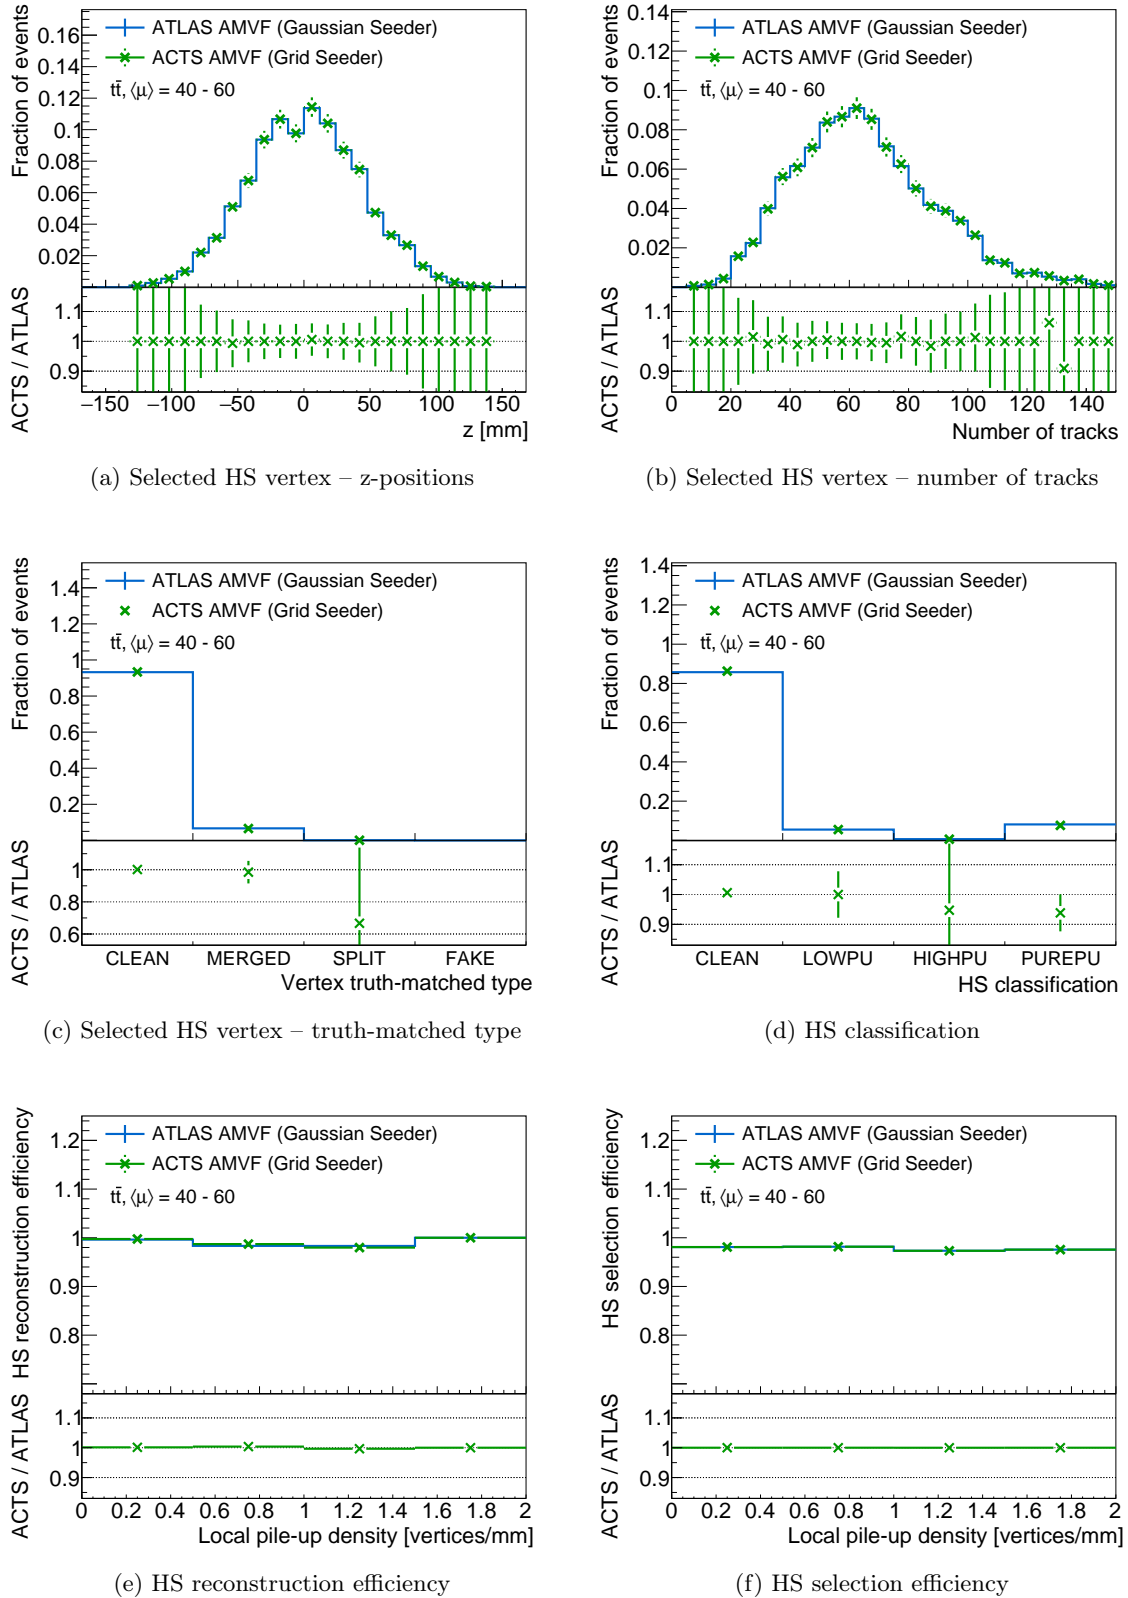 Fraction of events
0.16
0.14
0.12
0.1
0.08
0.06
0.04
0.02
ATLAS AMVF (Gaussian Seeder)
ACTS AMVF (Grid Seeder)
tt̄, ⟨μ⟩ = 40 - 60
ACTS / ATLAS
1.1
1
0.9
−150 −100 −50 0 50 100 150
z [mm]
(a) Selected HS vertex – z-positions
Fraction of events
0.14
0.12
0.1
0.08
0.06
0.04
0.02
ATLAS AMVF (Gaussian Seeder)
ACTS AMVF (Grid Seeder)
tt̄, ⟨μ⟩ = 40 - 60
ACTS / ATLAS
1.1
1
0.9
0 20 40 60 80 100 120 140
Number of tracks
(b) Selected HS vertex – number of tracks
Fraction of events
1.4
1.2
1
0.8
0.6
0.4
0.2
ATLAS AMVF (Gaussian Seeder)
ACTS AMVF (Grid Seeder)
tt̄, ⟨μ⟩ = 40 - 60
ACTS / ATLAS
1
0.8
0.6
CLEAN MERGED SPLIT FAKE
Vertex truth-matched type
(c) Selected HS vertex – truth-matched type
Fraction of events
1.4
1.2
1
0.8
0.6
0.4
0.2
ATLAS AMVF (Gaussian Seeder)
ACTS AMVF (Grid Seeder)
tt̄, ⟨μ⟩ = 40 - 60
ACTS / ATLAS
1.1
1
0.9
CLEAN LOWPU HIGHPU PUREPU
HS classification
(d) HS classification
HS reconstruction efficiency
1.2
1.1
1
0.9
0.8
ATLAS AMVF (Gaussian Seeder)
ACTS AMVF (Grid Seeder)
tt̄, ⟨μ⟩ = 40 - 60
ACTS / ATLAS
1.1
1
0.9
0 0.2 0.4 0.6 0.8 1 1.2 1.4 1.6 1.8 2
Local pile-up density [vertices/mm]
(e) HS reconstruction efficiency
HS selection efficiency
1.2
1.1
1
0.9
0.8
ATLAS AMVF (Gaussian Seeder)
ACTS AMVF (Grid Seeder)
tt̄, ⟨μ⟩ = 40 - 60
ACTS / ATLAS
1.1
1
0.9
0 0.2 0.4 0.6 0.8 1 1.2 1.4 1.6 1.8 2
Local pile-up density [vertices/mm]
(f) HS selection efficiency